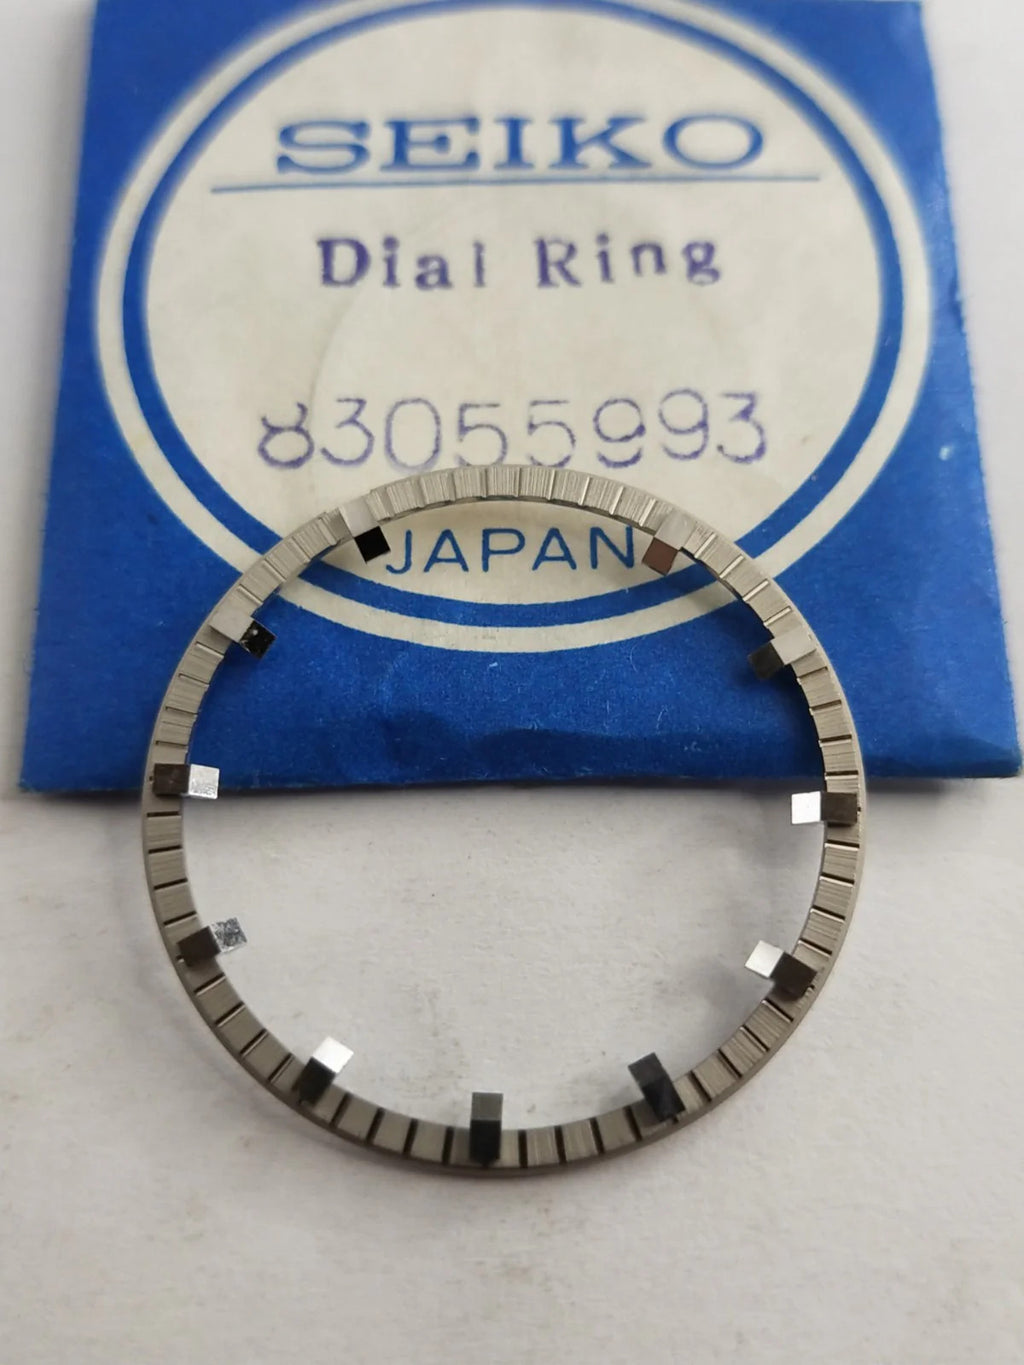 SEIKO
Dial Ring
83055993
JAPAN